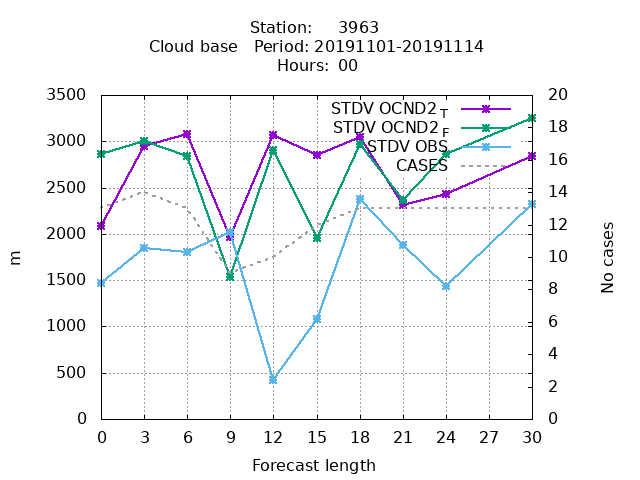 Station: 3963
Cloud base Period: 20191101-20191114
Hours: 00
3500
3000
2500
2000
1500
1000
500
0
m
20
18
16
14
12
10
8
6
4
2
0
No cases
STDV OCND2_T
STDV OCND2_F
STDV OBS
CASES
0 3 6 9 12 15 18 21 24 27 30
Forecast length